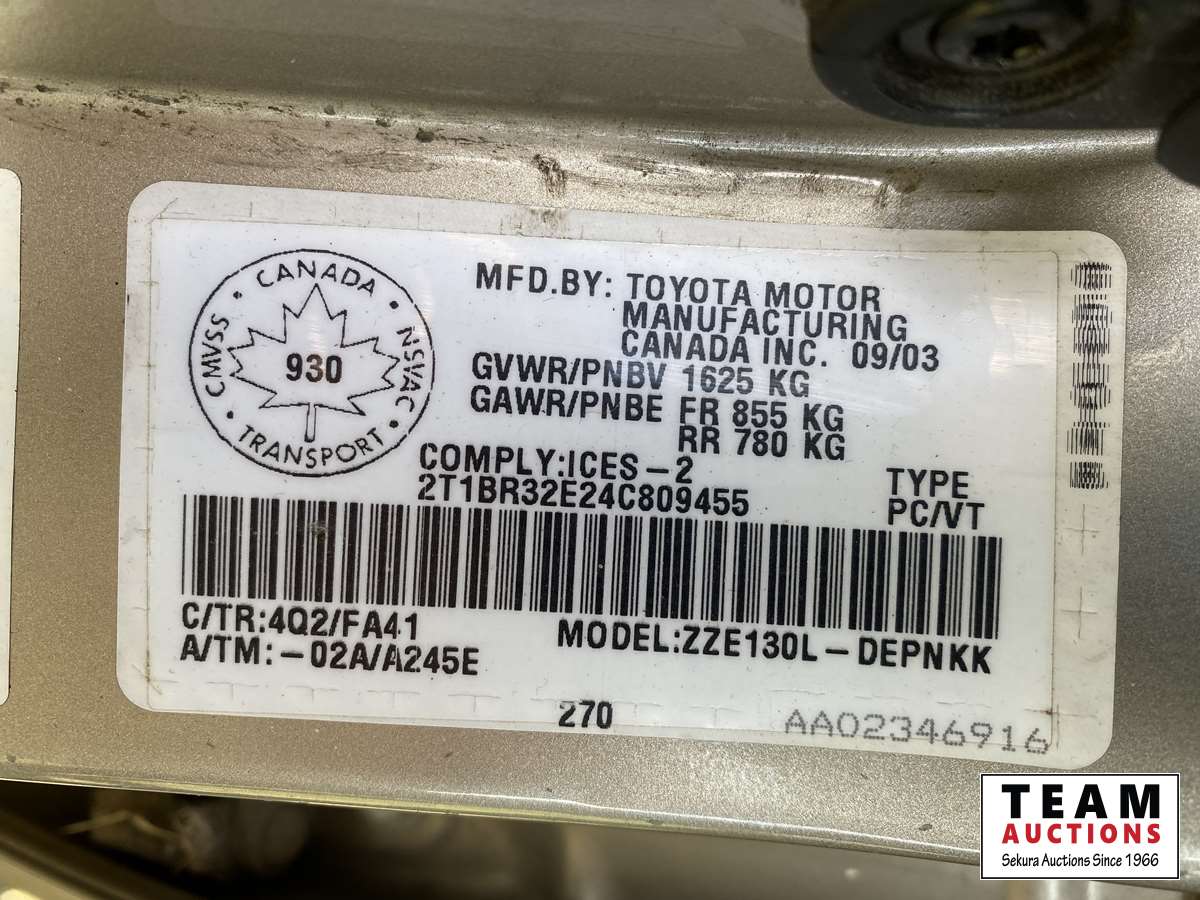 CANADA
CMVSS
NSVAC
930
TRANSPORT
MFD.BY: TOYOTA MOTOR
MANUFACTURING
CANADA INC. 09/03
GVWR/PNBV 1625 KG
GAWR/PNBE FR 855 KG
RR 780 KG
COMPLY:ICES-2
2T1BR32E24C809455
TYPE
PC/VT
C/TR:4Q2/FA41
A/TM:-02A/A245E
MODEL:ZZE130L-DEPNKK
270
AA02346916
TEAM
AUCTIONS
Sekura Auctions Since 1966